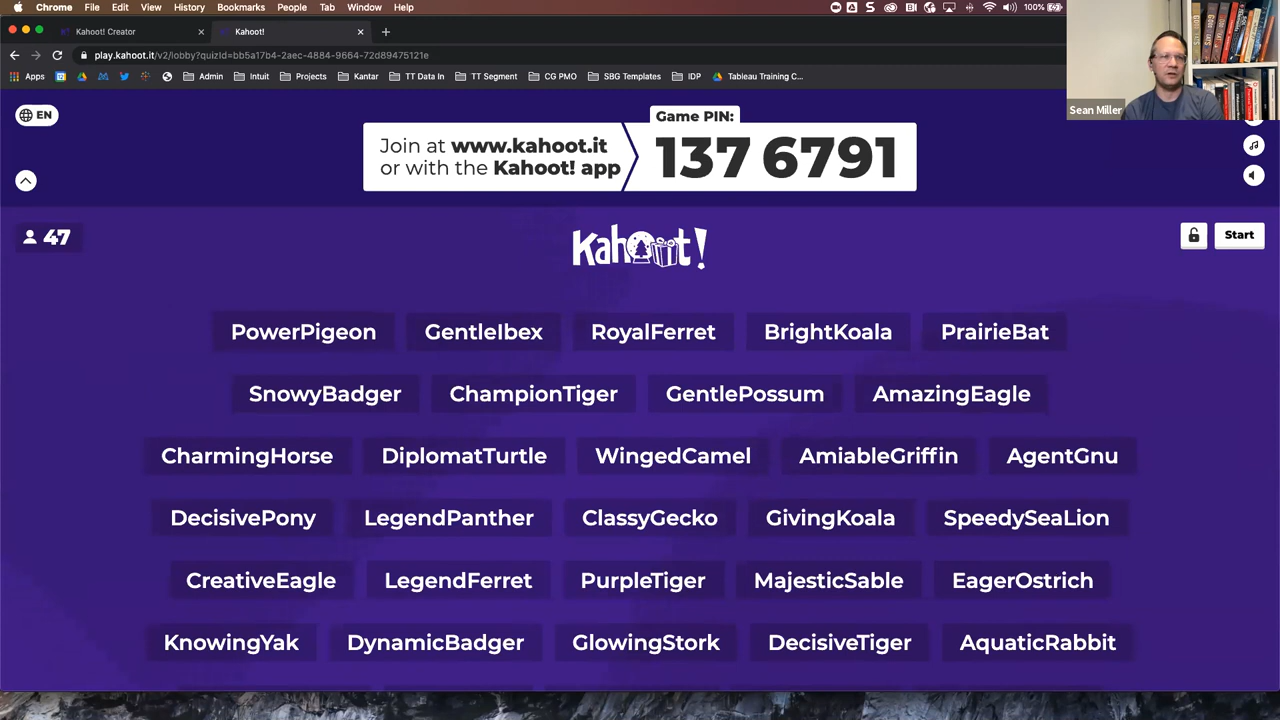 Chrome File Edit View History Bookmarks People Tab Window Help 100%
Kahoot! Creator Kahoot!
play.kahoot.it/v2/lobby?quizId=bb5a17b4-2aec-4884-9664-72d89475121e
Apps Admin Intuit Projects Kantar TT Data In TT Segment CG PMO SBG Templates IDP Tableau Training C...
Sean Miller
EN
Join at www.kahoot.it
or with the Kahoot! app
Game PIN:
137 6791
47
Kahoot!
Start
PowerPigeon GentleIbex RoyalFerret BrightKoala PrairieBat
SnowyBadger ChampionTiger GentlePossum AmazingEagle
CharmingHorse DiplomatTurtle WingedCamel AmiableGriffin AgentGnu
DecisivePony LegendPanther ClassyGecko GivingKoala SpeedySeaLion
CreativeEagle LegendFerret PurpleTiger MajesticSable EagerOstrich
KnowingYak DynamicBadger GlowingStork DecisiveTiger AquaticRabbit